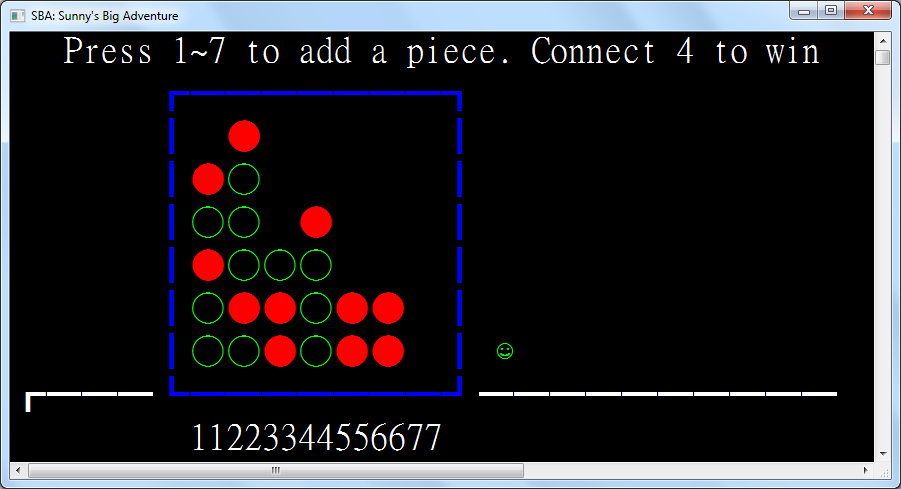 SBA: Sunny's Big Adventure
Press 1~7 to add a piece. Connect 4 to win
11223344556677